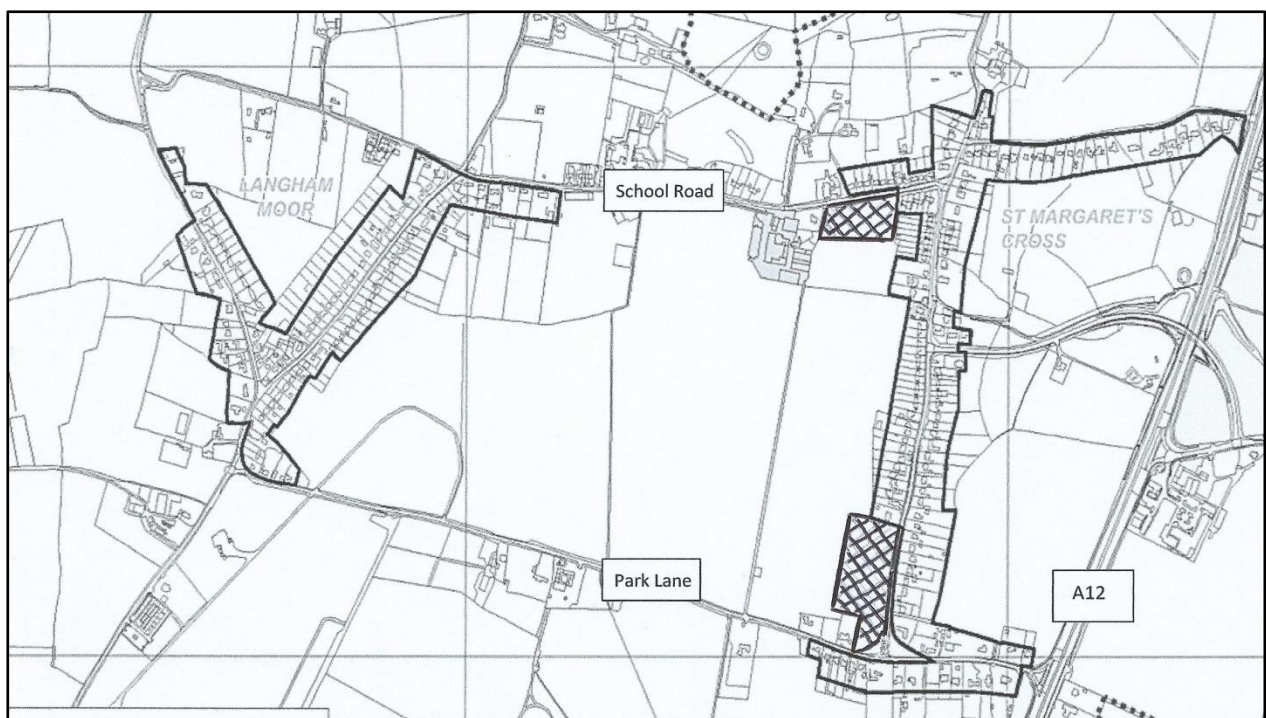 LANGHAM
MOOR
School Road
ST MARGARET'S
CROSS
Park Lane
A12